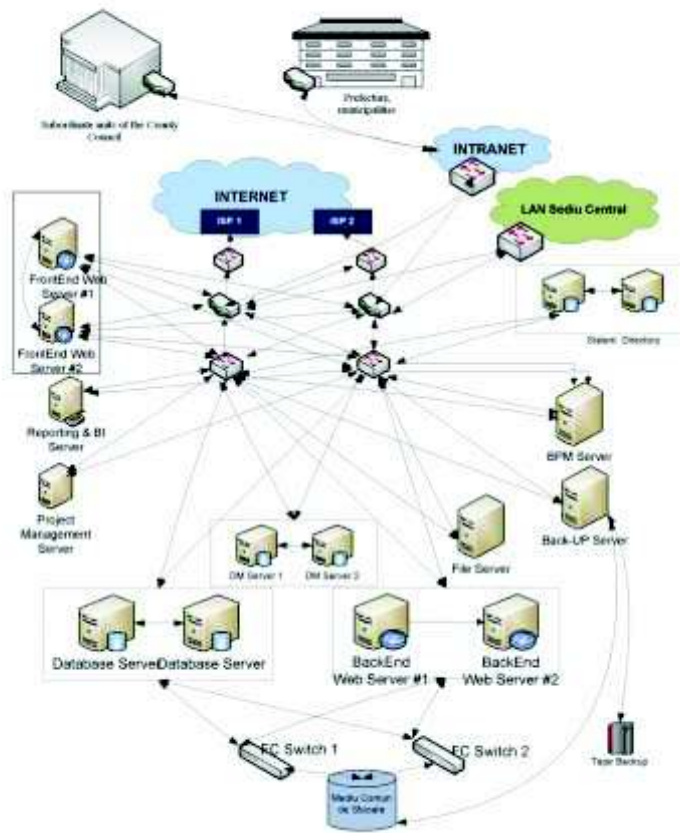 Subordinate units of the County
Council
Prefecture,
municipalities
INTRANET
INTERNET
ISP 1
ISP 2
LAN Sediu Central
FrontEnd Web
Server #1
FrontEnd Web
Server #2
Sistem Directory
Reporting & BI
Server
BPM Server
Project
Management
Server
Back-UP Server
File Server
DM Server 1
DM Server 2
Database Server
Database Server
BackEnd
Web Server #1
BackEnd
Web Server #2
FC Switch 1
FC Switch 2
Tape Backup
Mediu Comun
de Stocare